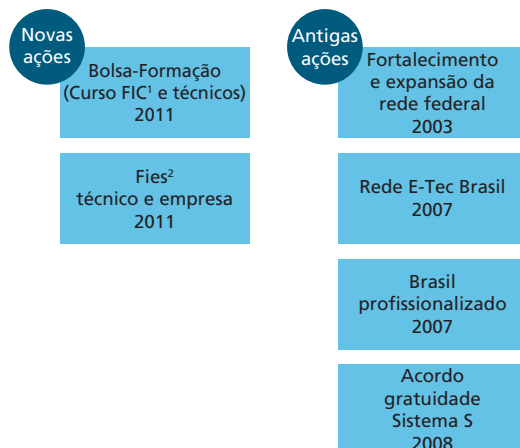 Novas
ações
Bolsa-Formação
(Curso FIC¹ e técnicos)
2011
Fies²
técnico e empresa
2011
Antigas
ações
Fortalecimento
e expansão da
rede federal
2003
Rede E-Tec Brasil
2007
Brasil
profissionalizado
2007
Acordo
gratuidade
Sistema S
2008